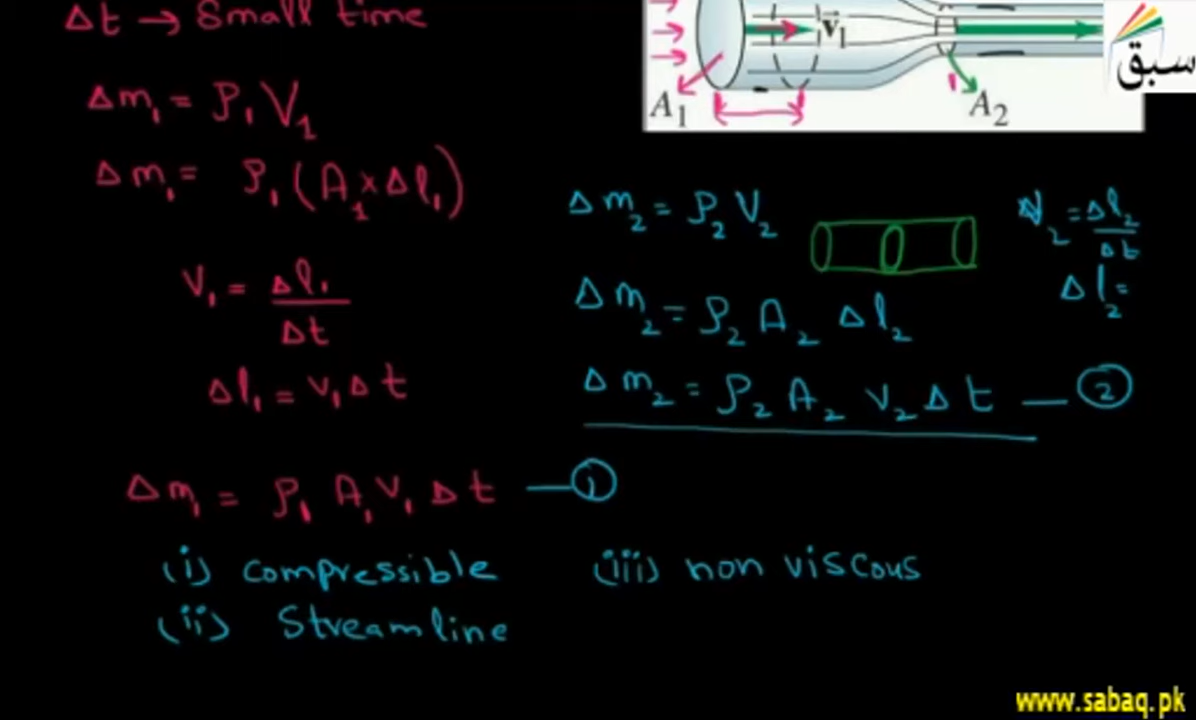 Δt → Small time
Δm₁ = ρ₁ V₁
Δm₁ = ρ₁ (A₁ × Δl₁)
V₁ = Δl₁ / Δt
Δl₁ = v₁ Δt
Δm₁ = ρ₁ A₁ V₁ Δt — ①
(i) compressible
(ii) Streamline
(iii) non viscous
Δm₂ = ρ₂ V₂
Δm₂ = ρ₂ A₂ Δl₂
Δm₂ = ρ₂ A₂ V₂ Δt — ②
V₂ = Δl₂ / Δt
Δl₂ =
v⃗₁
A₁
A₂
سبق
www.sabaq.pk